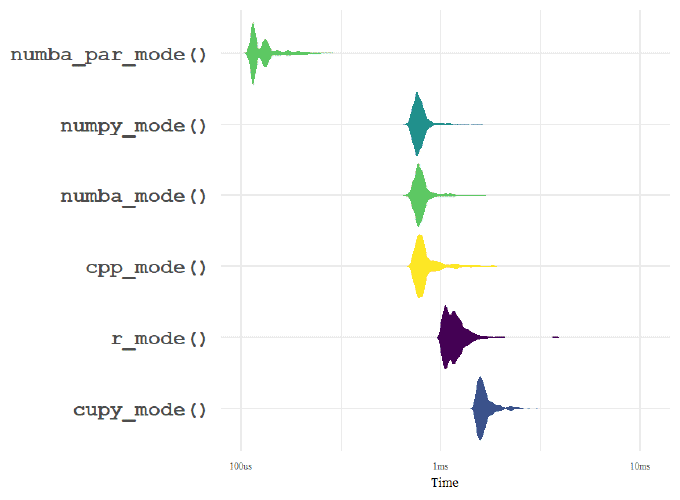 numba_par_mode()
numpy_mode()
numba_mode()
cpp_mode()
r_mode()
cupy_mode()
100us 1ms 10ms
Time